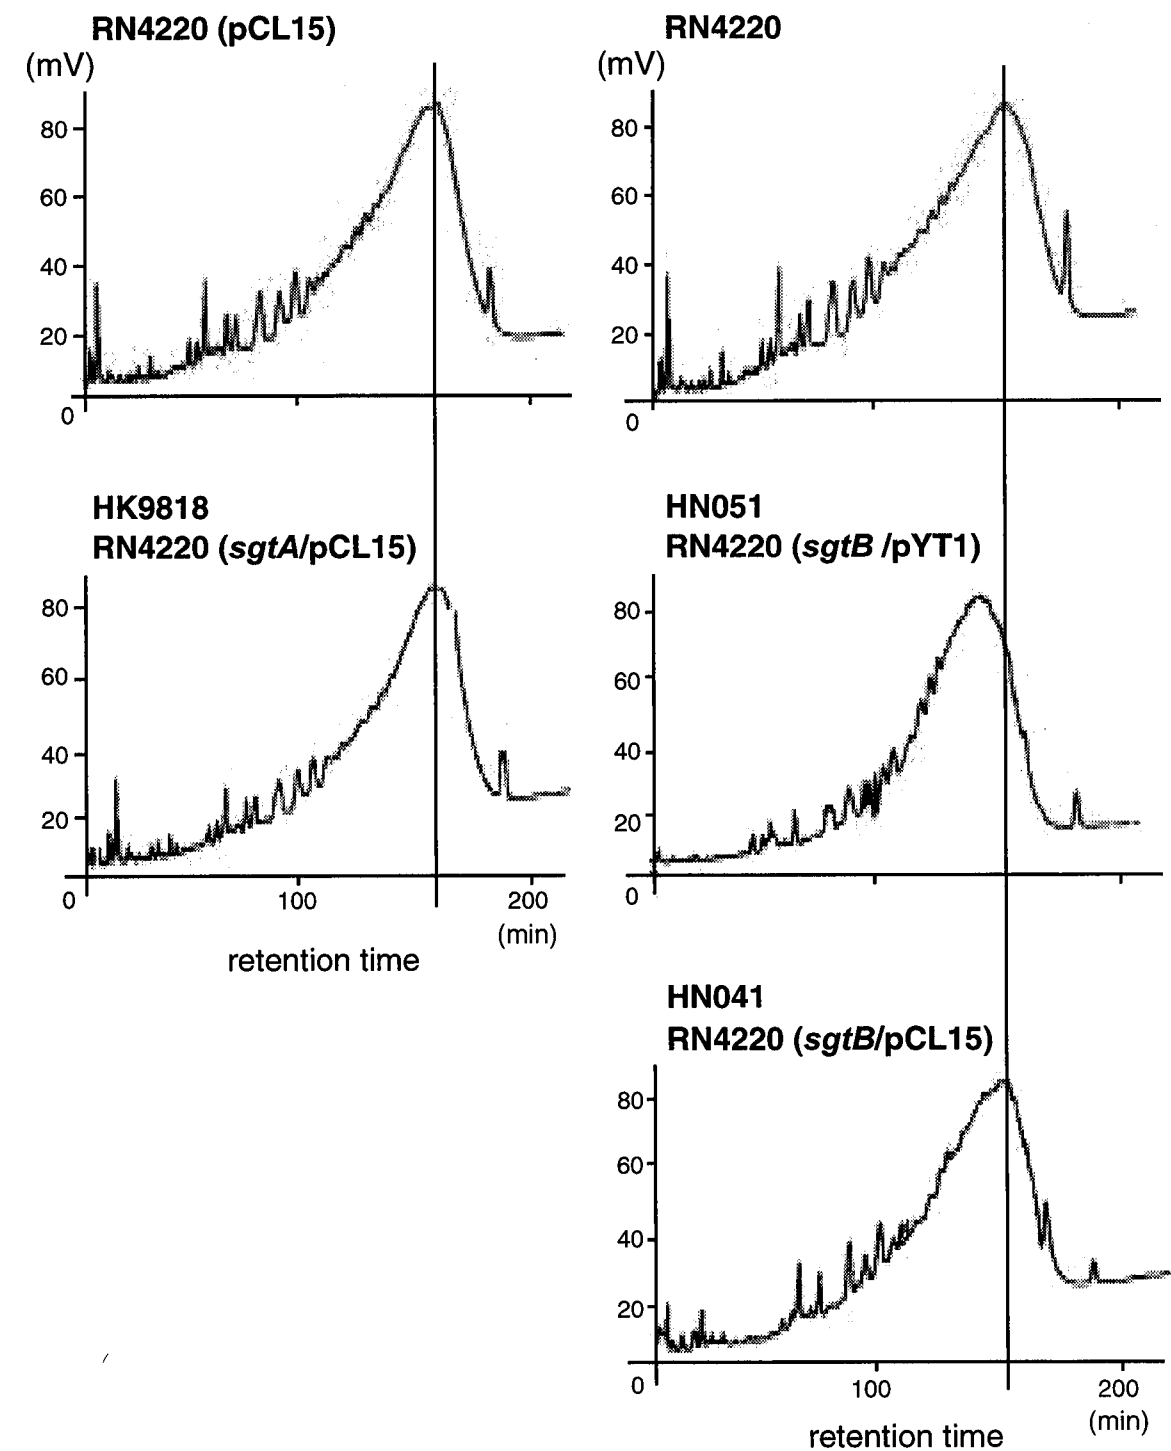 RN4220 (pCL15)
(mV)
80
60
40
20
0
RN4220
(mV)
80
60
40
20
0
HK9818
RN4220 (sgtA/pCL15)
80
60
40
20
0
100
200
(min)
retention time
HN051
RN4220 (sgtB /pYT1)
80
60
40
20
0
HN041
RN4220 (sgtB/pCL15)
80
60
40
20
0
100
200
(min)
retention time